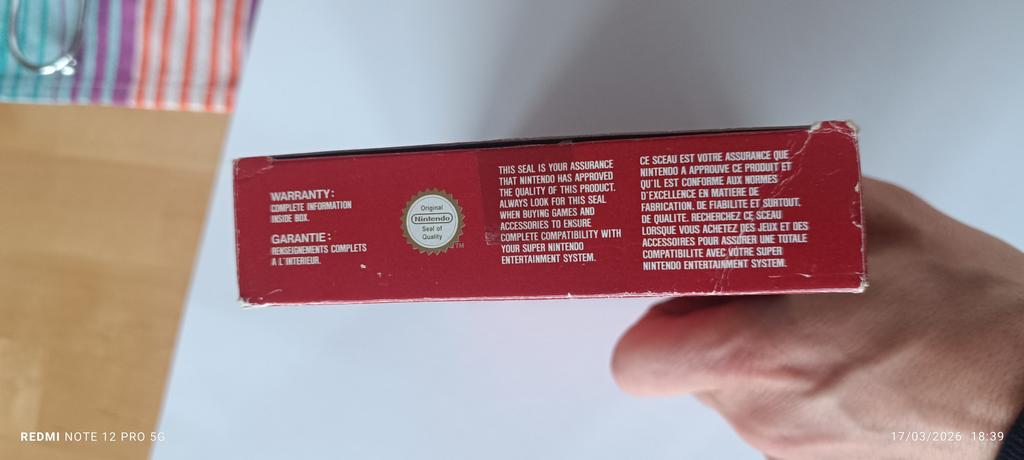 WARRANTY:
COMPLETE INFORMATION
INSIDE BOX.
GARANTIE:
RENSEIGNEMENTS COMPLETS
A L'INTERIEUR.
Original
Nintendo
Seal of
Quality
TM
THIS SEAL IS YOUR ASSURANCE
THAT NINTENDO HAS APPROVED
THE QUALITY OF THIS PRODUCT.
ALWAYS LOOK FOR THIS SEAL
WHEN BUYING GAMES AND
ACCESSORIES TO ENSURE
COMPLETE COMPATIBILITY WITH
YOUR SUPER NINTENDO
ENTERTAINMENT SYSTEM.
CE SCEAU EST VOTRE ASSURANCE QUE
NINTENDO A APPROUVE CE PRODUIT ET
QU'IL EST CONFORME AUX NORMES
D'EXCELLENCE EN MATIERE DE
FABRICATION, DE FIABILITE ET SURTOUT,
DE QUALITE. RECHERCHEZ CE SCEAU
LORSQUE VOUS ACHETEZ DES JEUX ET DES
ACCESSOIRES POUR ASSURER UNE TOTALE
COMPATIBILITE AVEC VOTRE SUPER
NINTENDO ENTERTAINMENT SYSTEM.
REDMI NOTE 12 PRO 5G
17/03/2026 18:39